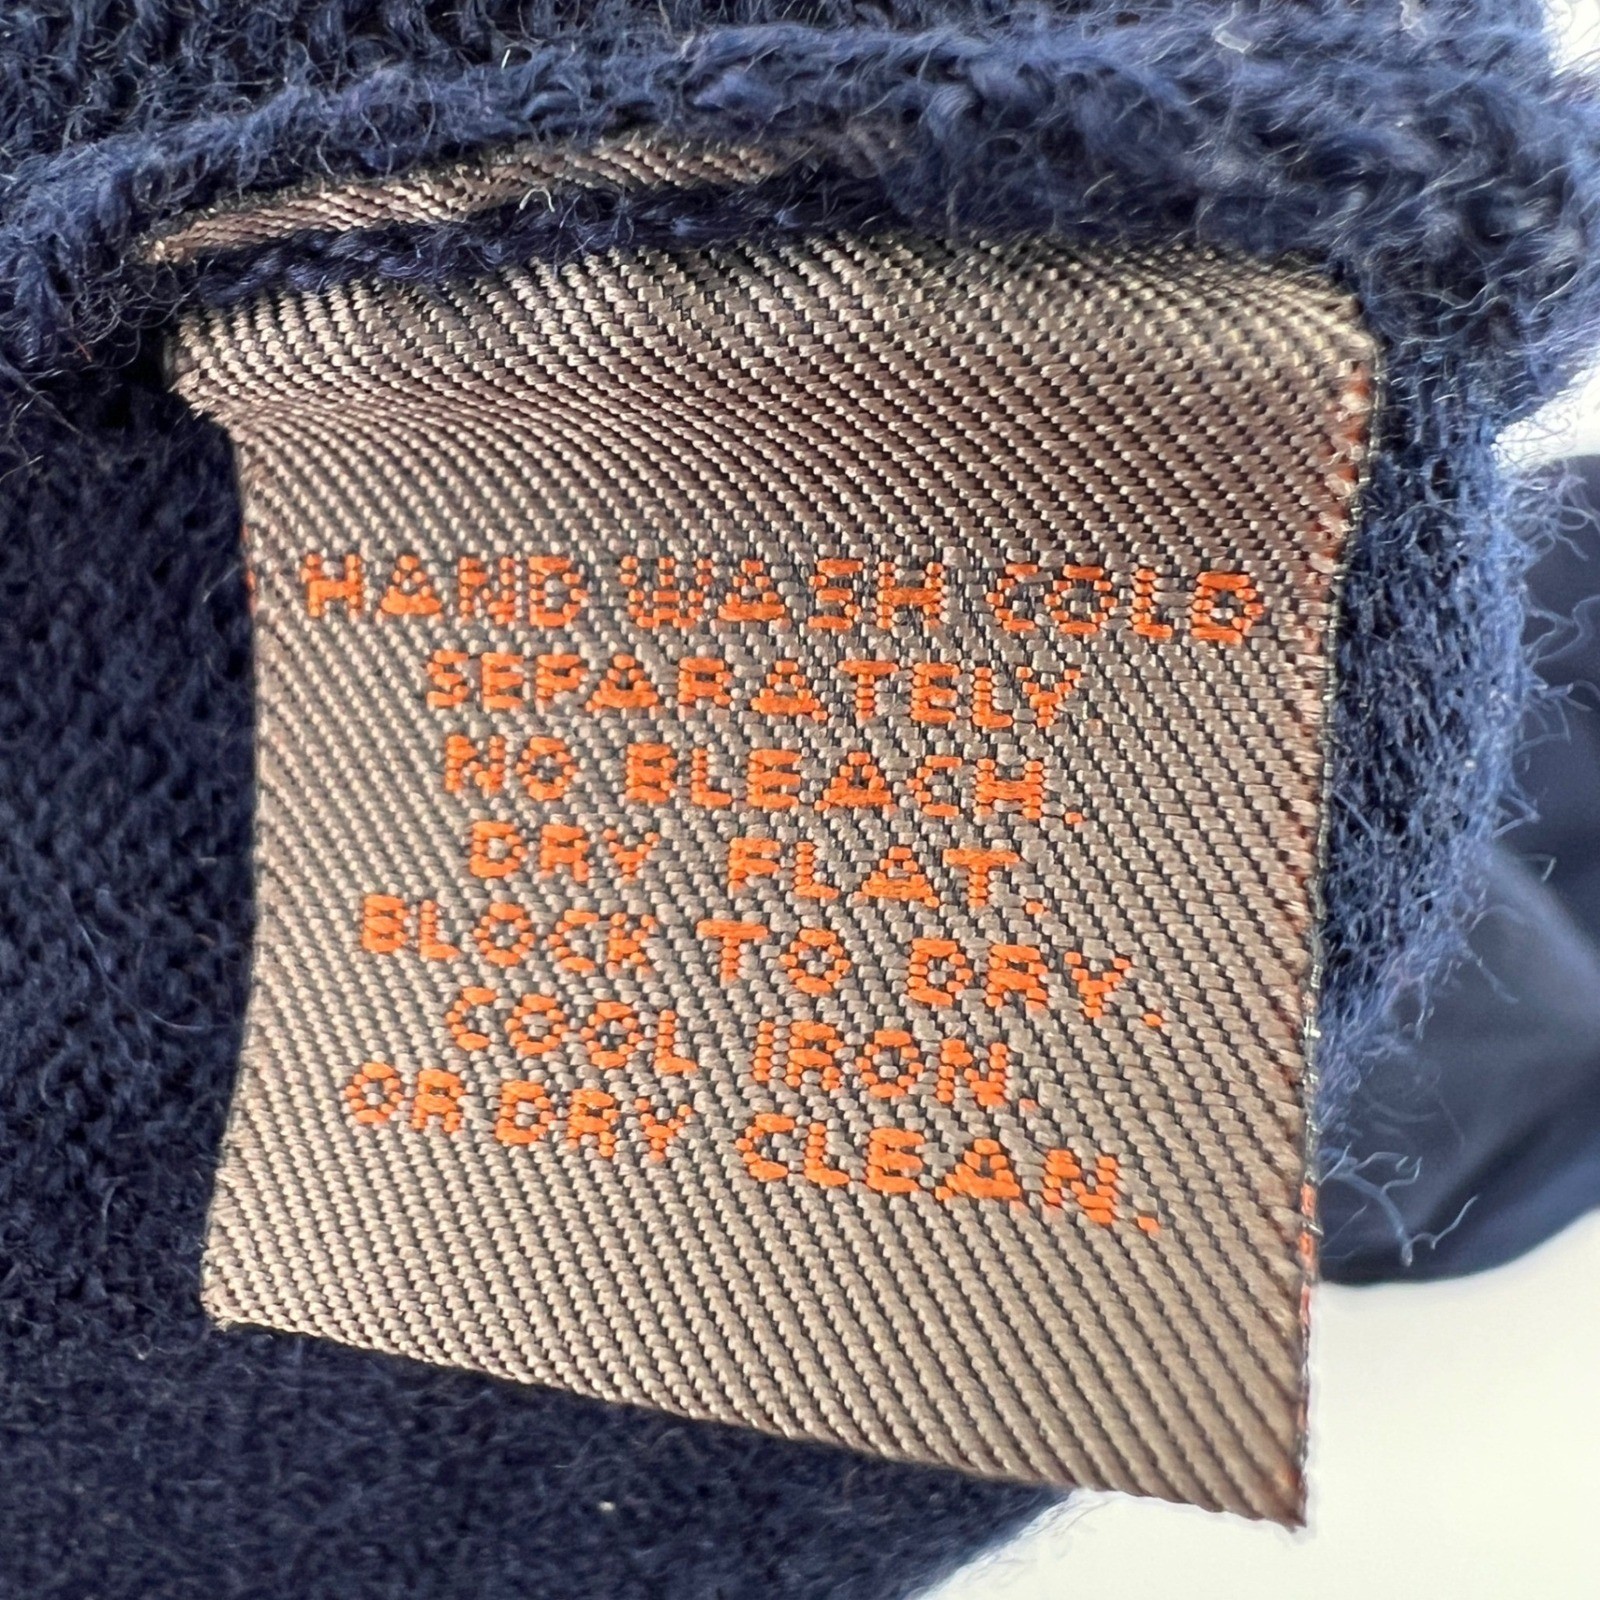 HAND WASH COLD
SEPARATELY.
NO BLEACH.
DRY FLAT.
BLOCK TO DRY.
COOL IRON.
OR DRY CLEAN.